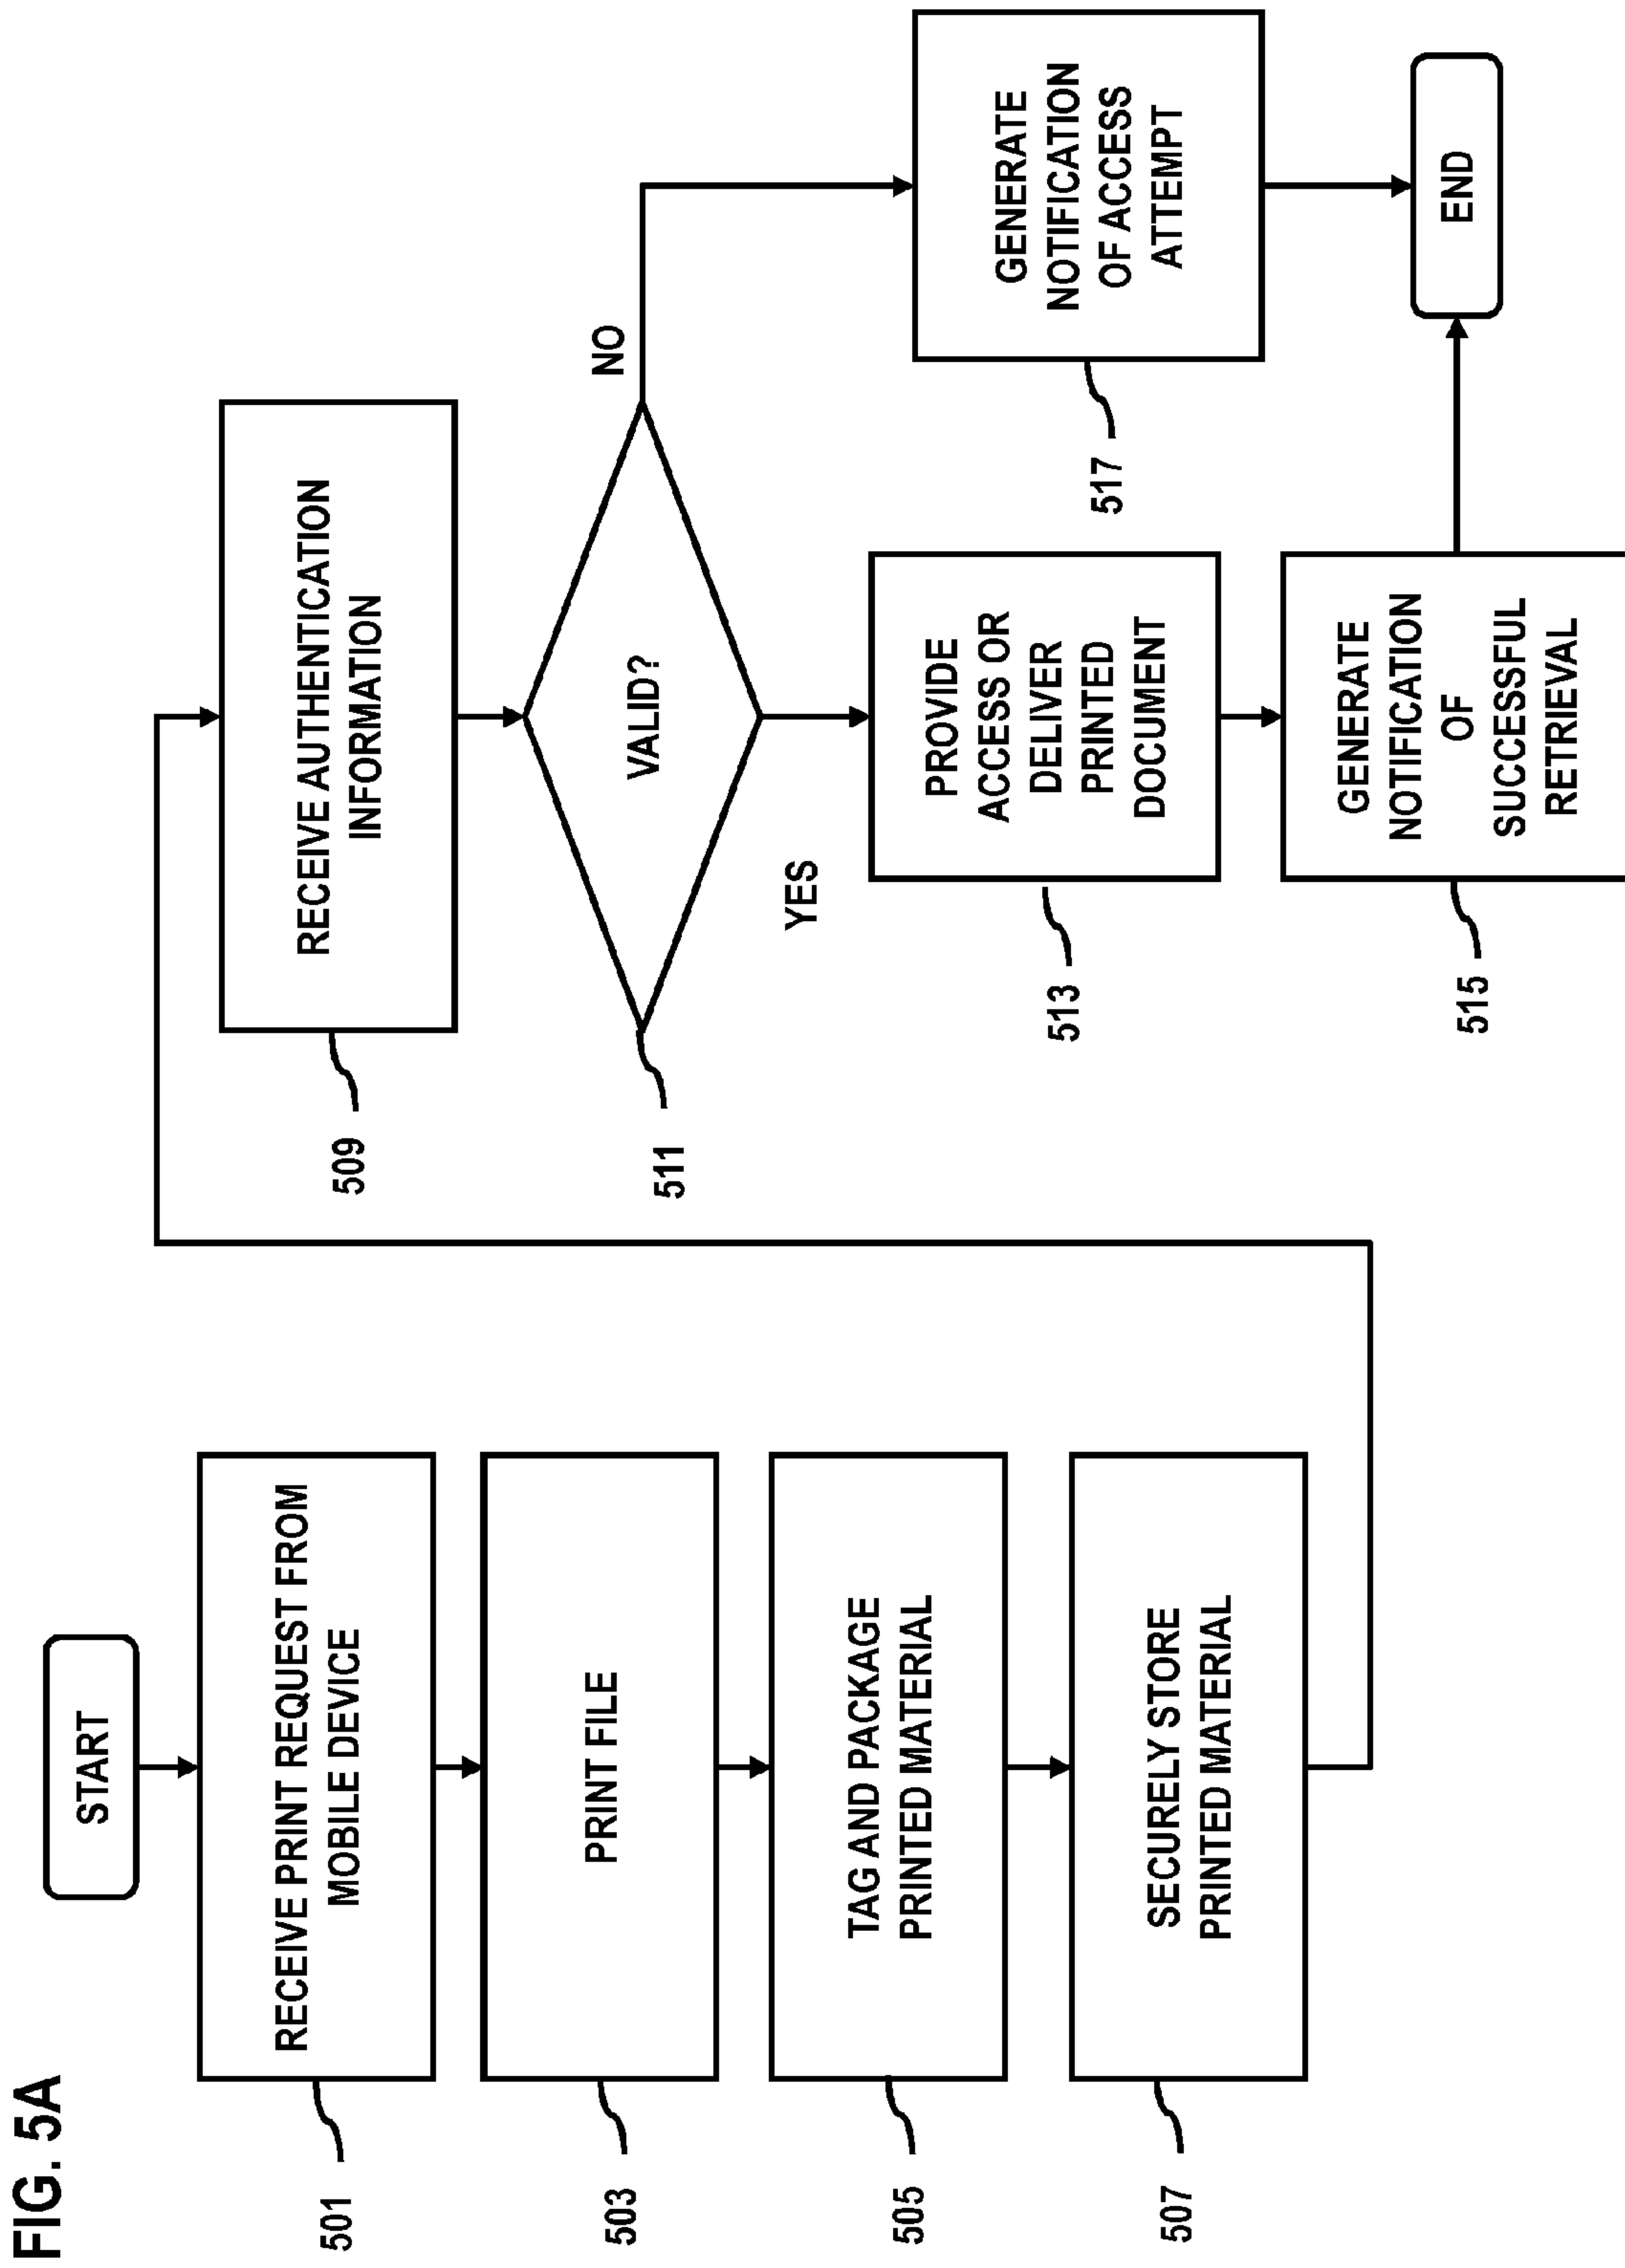 FIG. 5A
START
501
RECEIVE PRINT REQUEST FROM
MOBILE DEVICE
503
PRINT FILE
505
TAG AND PACKAGE
PRINTED MATERIAL
507
SECURELY STORE
PRINTED MATERIAL
509
RECEIVE AUTHENTICATION
INFORMATION
511
VALID?
NO
YES
513
PROVIDE
ACCESS OR
DELIVER
PRINTED
DOCUMENT
517
GENERATE
NOTIFICATION
OF ACCESS
ATTEMPT
515
GENERATE
NOTIFICATION
OF
SUCCESSFUL
RETRIEVAL
END